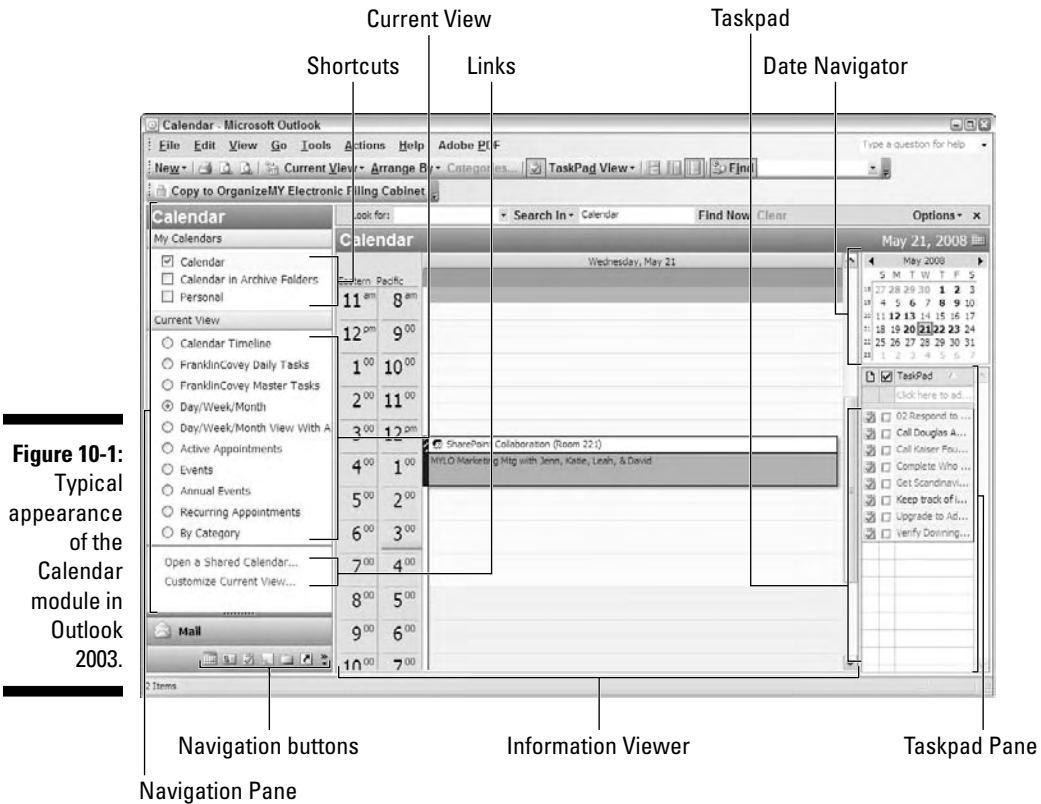 Current View
Taskpad
Shortcuts
Links
Date Navigator
Calendar - Microsoft Outlook
File Edit View Go Tools Actions Help Adobe PDF
Type a question for help
New Current View Arrange By Categories... TaskPad View Find
Copy to OrganizeMY Electronic Filing Cabinet
Calendar
Look for:
Search In
Calendar
Find Now
Clear
Options
My Calendars
Calendar
May 21, 2008
Calendar
Calendar in Archive Folders
Personal
Wednesday, May 21
Eastern Pacific
May 2008
S M T W T F S
18 27 28 29 30 1 2 3
19 4 5 6 7 8 9 10
20 11 12 13 14 15 16 17
21 18 19 20 21 22 23 24
22 25 26 27 28 29 30 31
23 1 2 3 4 5 6 7
Current View
Calendar Timeline
FranklinCovey Daily Tasks
FranklinCovey Master Tasks
Day/Week/Month
Day/Week/Month View With A
Active Appointments
Events
Annual Events
Recurring Appointments
By Category
Open a Shared Calendar...
Customize Current View...
Mail
2 Items
11 am 8 am
12 pm 9 00
1 00 10 00
2 00 11 00
3 00 12 pm
4 00 1 00
5 00 2 00
6 00 3 00
7 00 4 00
8 00 5 00
9 00 6 00
10 00 7 00
SharePoint Collaboration (Room 221)
MYLO Marketing Mtg with Jenn, Katie, Leah, & David
TaskPad
Click here to ad...
02 Respond to ...
Call Douglas A...
Call Kaiser Fou...
Complete Who ...
Get Scandinavi...
Keep track of i...
Upgrade to Ad...
Verify Downing...
Figure 10-1:
Typical
appearance
of the
Calendar
module in
Outlook
2003.
Navigation buttons
Information Viewer
Taskpad Pane
Navigation Pane